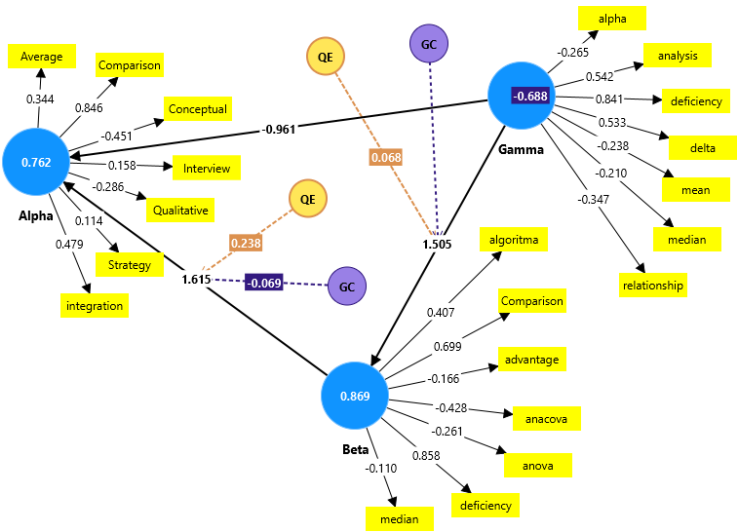 alpha
Average
QE
GC
-0.265
analysis
Comparison
0.542
0.344
0.846
-0.688
0.841
deficiency
Conceptual
0.533
-0.451
-0.961
-0.238
delta
Gamma
0.762
0.158
Interview
0.068
-0.210
mean
-0.286
-0.347
QE
Qualitative
Alpha
0.114
0.479
0.238
1.505
algoritma
median
Strategy
1.615
-0.069
GC
relationship
integration
0.407
Comparison
0.699
advantage
-0.166
0.869
-0.428
anacova
-0.261
Beta
0.858
anova
-0.110
deficiency
median